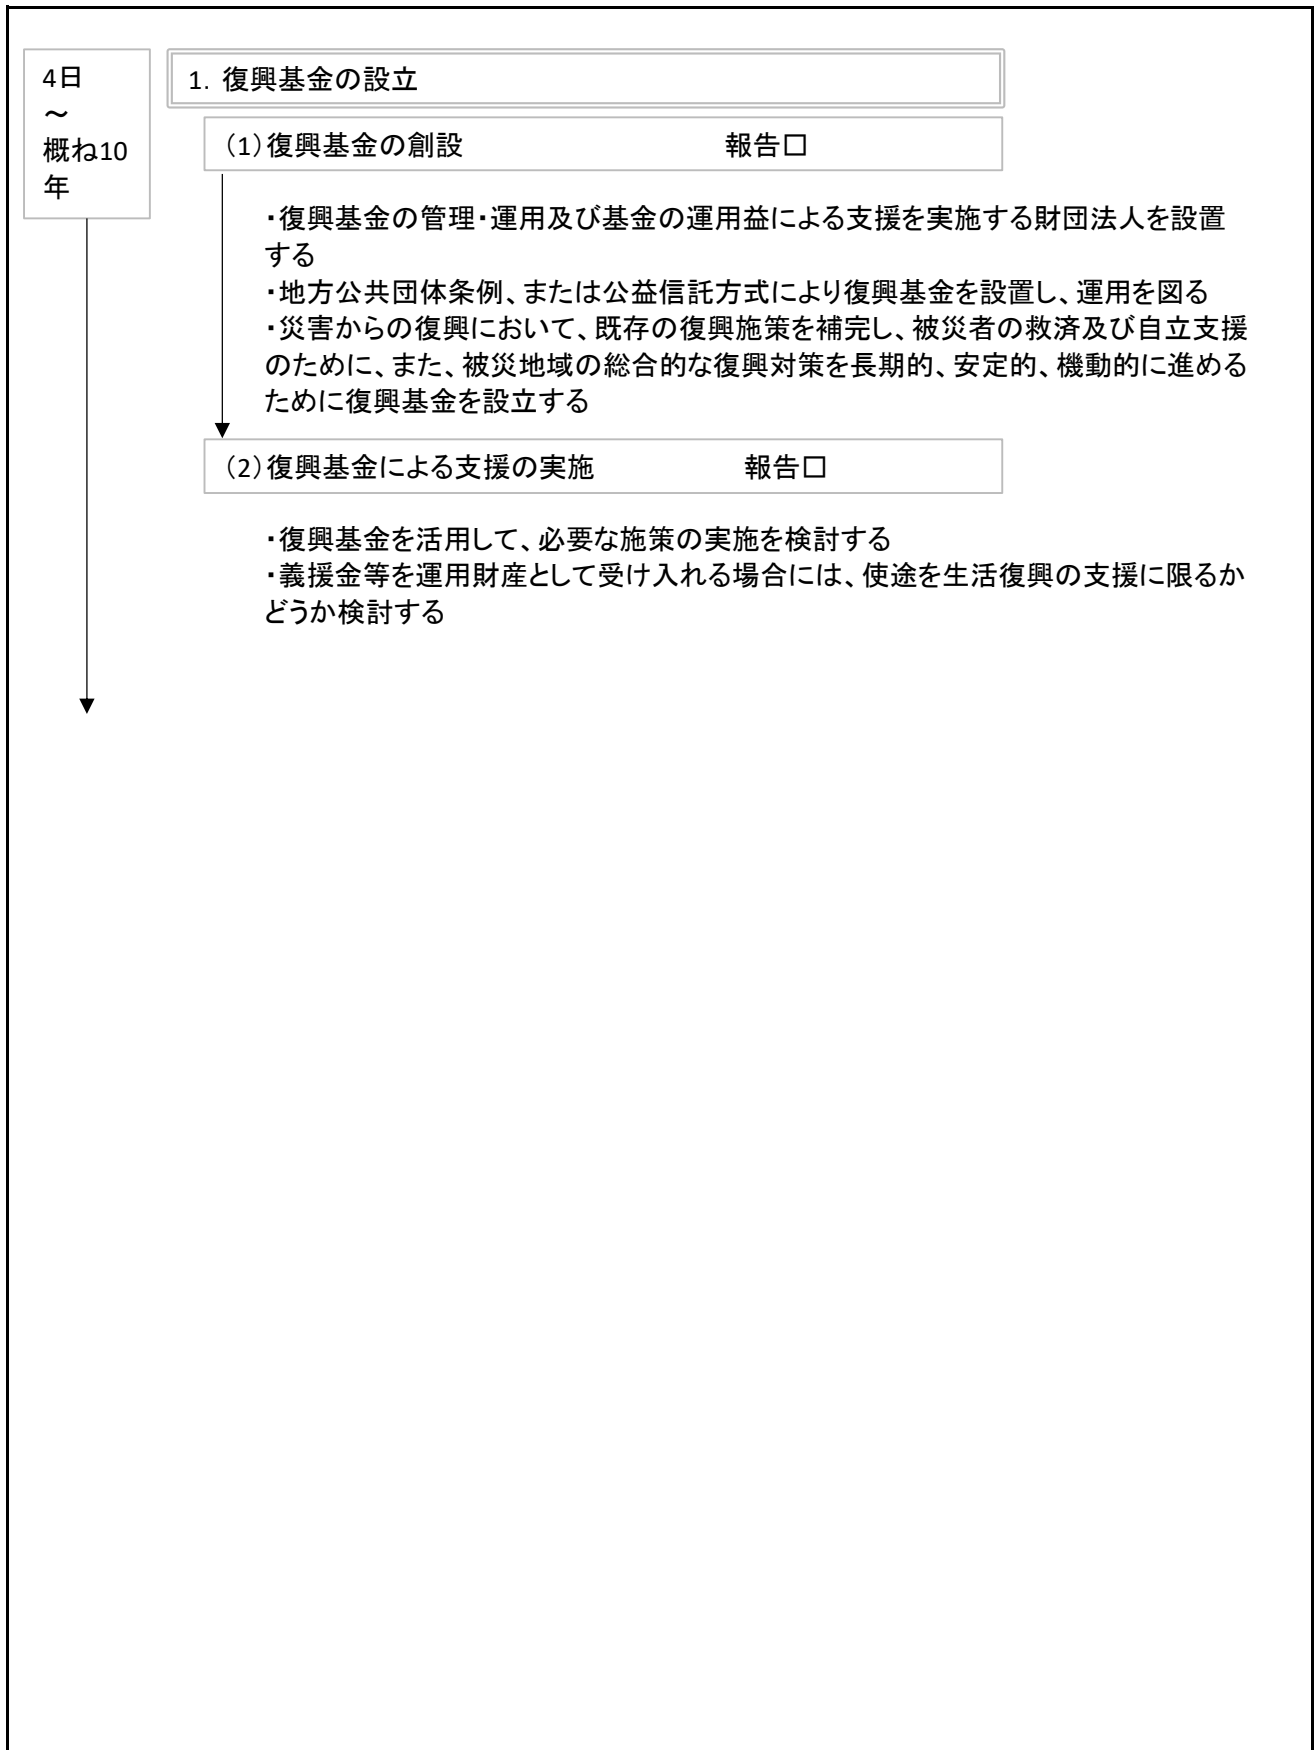 4日
～
概ね10
年
1．復興基金の設立
（1）復興基金の創設　　　　　　　報告□
・復興基金の管理・運用及び基金の運用益による支援を実施する財団法人を設置
する
・地方公共団体条例、または公益信託方式により復興基金を設置し、運用を図る
・災害からの復興において、既存の復興施策を補完し、被災者の救済及び自立支援
のために、また、被災地域の総合的な復興対策を長期的、安定的、機動的に進める
ために復興基金を設立する
（2）復興基金による支援の実施　　　　報告□
・復興基金を活用して、必要な施策の実施を検討する
・義援金等を運用財産として受け入れる場合には、使途を生活復興の支援に限るか
どうか検討する